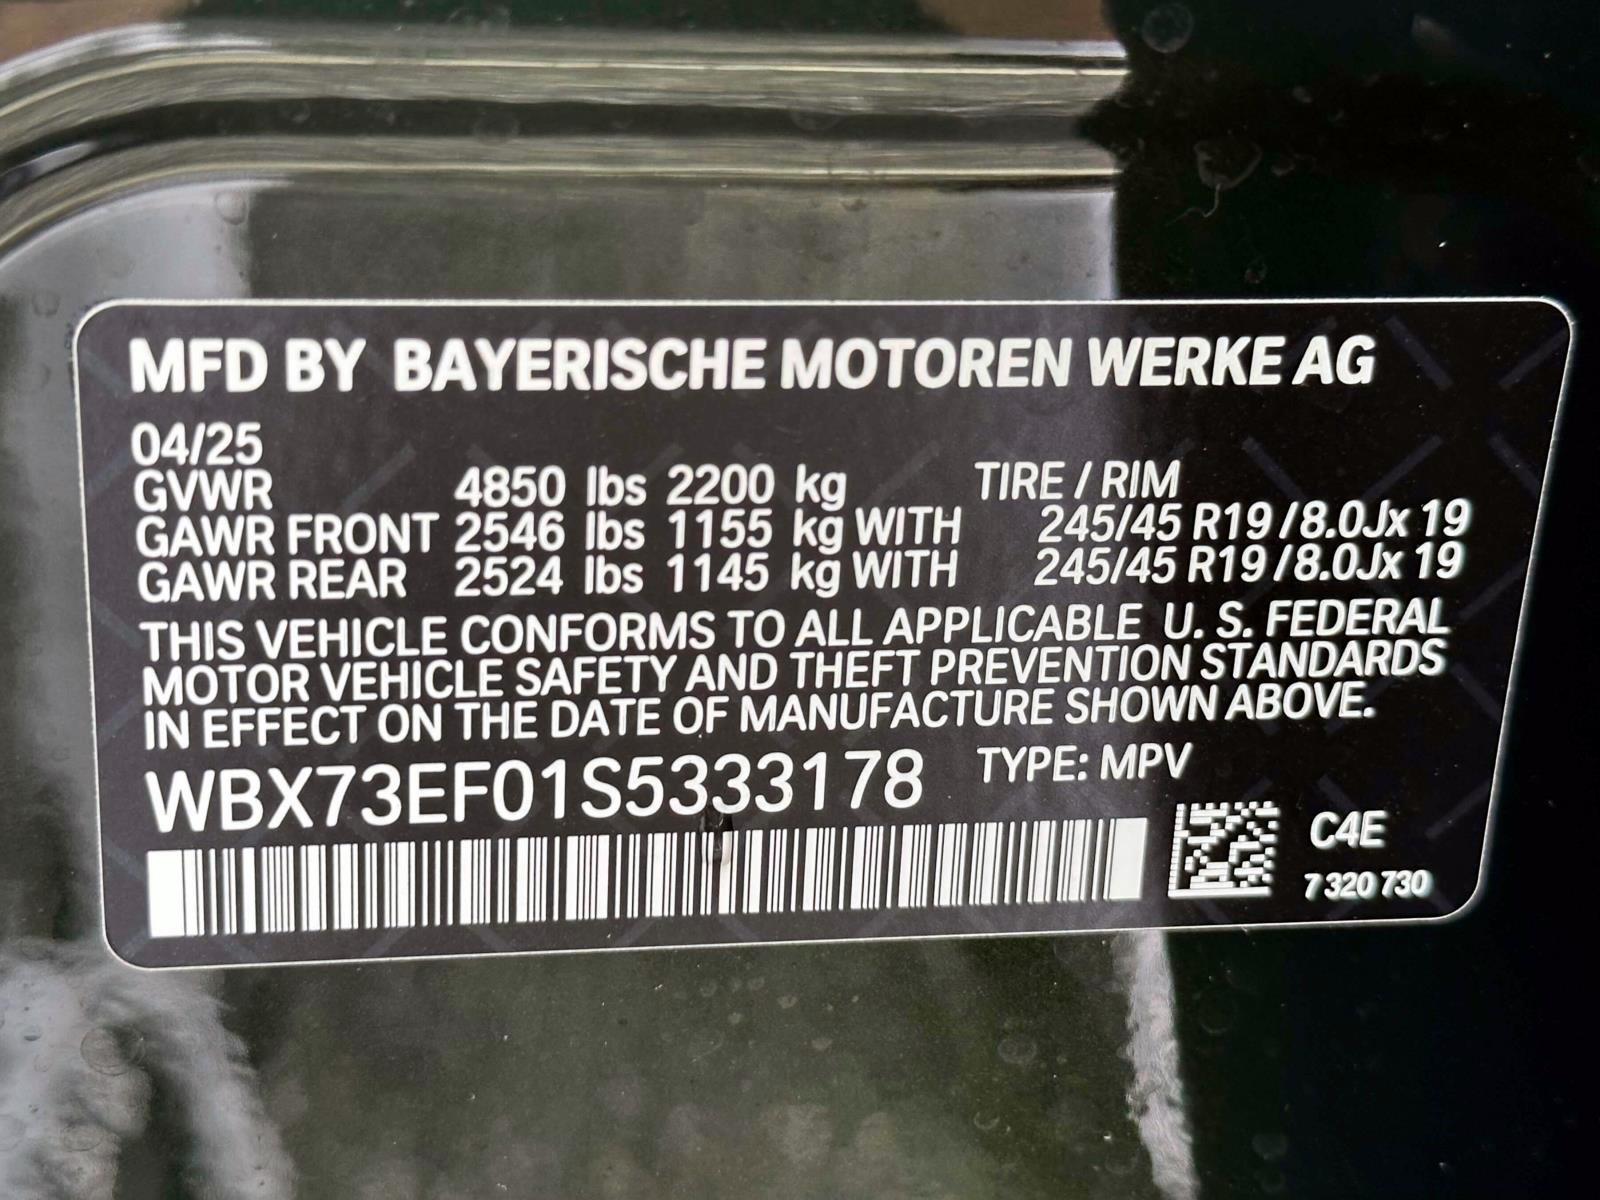 MFD BY BAYERISCHE MOTOREN WERKE AG
04/25
GVWR 4850 lbs 2200 kg TIRE / RIM
GAWR FRONT 2546 lbs 1155 kg WITH 245/45 R19 /8.0Jx 19
GAWR REAR 2524 lbs 1145 kg WITH 245/45 R19 /8.0Jx 19
THIS VEHICLE CONFORMS TO ALL APPLICABLE U. S. FEDERAL
MOTOR VEHICLE SAFETY AND THEFT PREVENTION STANDARDS
IN EFFECT ON THE DATE OF MANUFACTURE SHOWN ABOVE.
WBX73EF01S5333178 TYPE: MPV
C4E
7 320 730